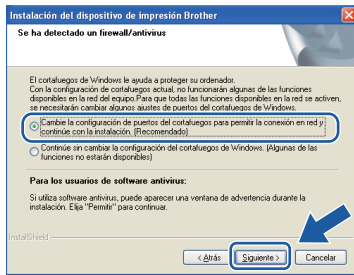 Instalación del dispositivo de impresión Brother
Se ha detectado un firewall/antivirus
El cortafuegos de Windows le ayuda a proteger su ordenador.
Con la configuración de cortafuegos actual, no funcionarán algunas de las funciones
disponibles en la red del equipo.Para que todas las funciones disponibles en la red se activen,
se necesitarán cambiar algunos ajustes de puertos del cortafuegos de Windows.
Cambie la configuración de puertos del cortafuegos para permitir la conexión en red y
continúe con la instalación. (Recomendado)
Continúe sin cambiar la configuración del cortafuegos de Windows. (Algunas de las
funciones no estarán disponibles)
Para los usuarios de software antivirus:
Si utiliza software antivirus, puede aparecer una ventana de advertencia durante la
instalación. Elija "Permitir" para continuar.
InstallShield
< Atrás Siguiente > Cancelar